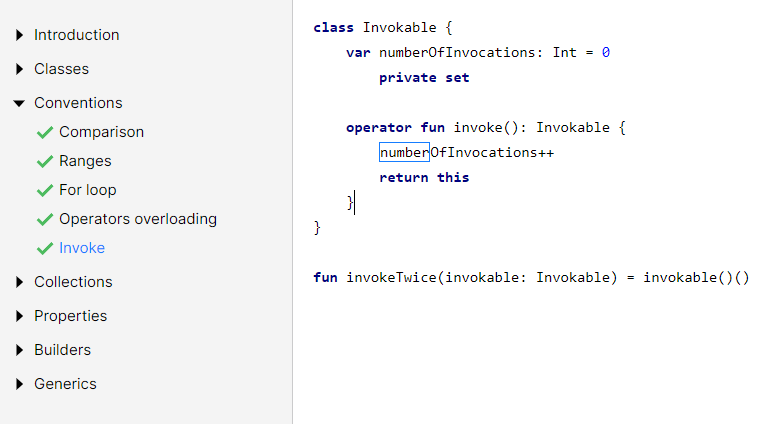 Introduction
Classes
Conventions
Comparison
Ranges
For loop
Operators overloading
Invoke
Collections
Properties
Builders
Generics
class Invokable {
    var numberOfInvocations: Int = 0
        private set

    operator fun invoke(): Invokable {
        numberOfInvocations++
        return this
    }
}

fun invokeTwice(invokable: Invokable) = invokable()()